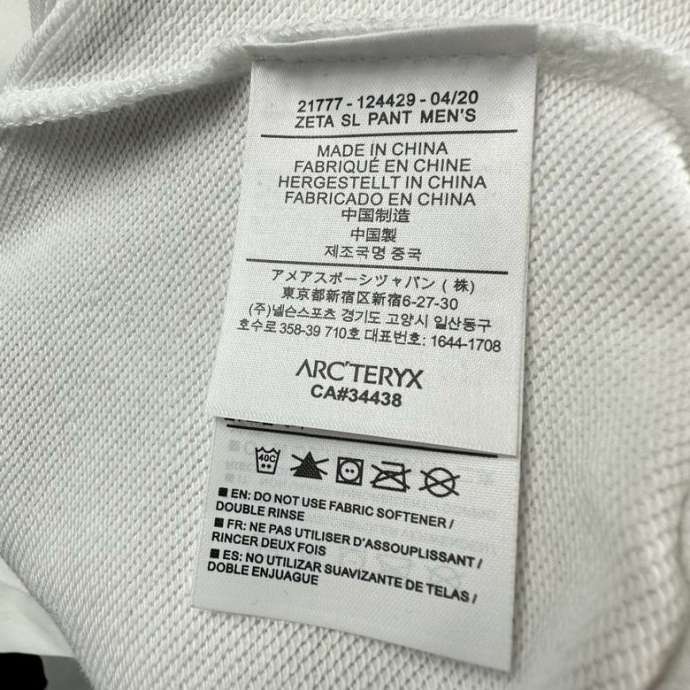 21777 - 124429 - 04/20
ZETA SL PANT MEN'S
MADE IN CHINA
FABRIQUÉ EN CHINE
HERGESTELLT IN CHINA
FABRICADO EN CHINA
中国制造
中国製
제조국명 중국
アメアスポーツジャパン ( 株)
東京都新宿区新宿6-27-30
(주)넬슨스포츠 경기도 고양시 일산동구
호수로 358-39 710호 대표번호: 1644-1708
ARC'TERYX
CA#34438
40C
■ EN: DO NOT USE FABRIC SOFTENER /
DOUBLE RINSE
■ FR: NE PAS UTILISER D'ASSOUPLISSANT /
RINCER DEUX FOIS
■ ES: NO UTILIZAR SUAVIZANTE DE TELAS /
DOBLE ENJUAGUE